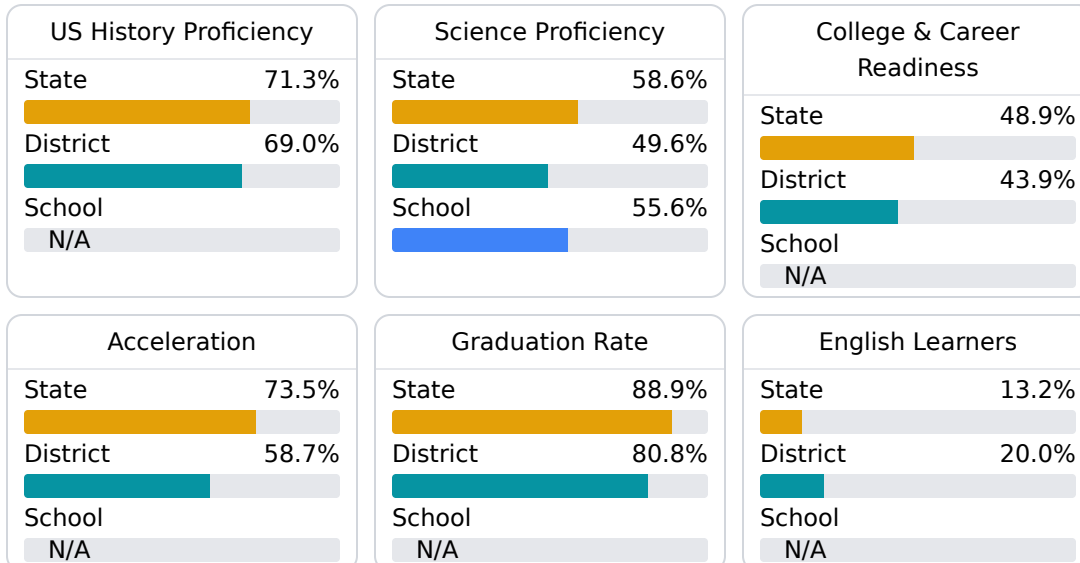 US History Proficiency
State 71.3%
District 69.0%
School
N/A
Science Proficiency
State 58.6%
District 49.6%
School 55.6%
College & Career
Readiness
State 48.9%
District 43.9%
School
N/A
Acceleration
State 73.5%
District 58.7%
School
N/A
Graduation Rate
State 88.9%
District 80.8%
School
N/A
English Learners
State 13.2%
District 20.0%
School
N/A